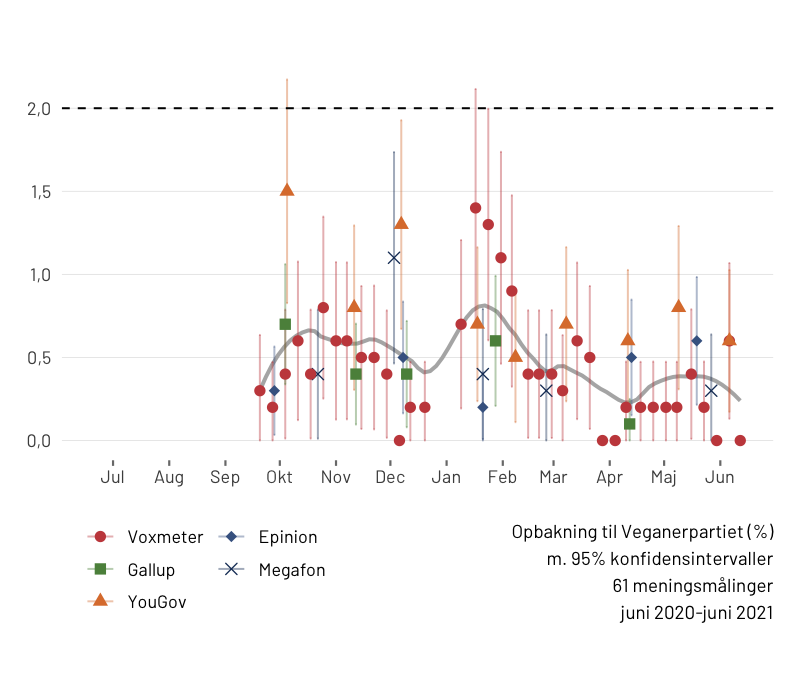 2,0
1,5
1,0
0,5
0,0
Jul Aug Sep Okt Nov Dec Jan Feb Mar Apr Maj Jun
Voxmeter Epinion
Gallup Megafon
YouGov
Opbakning til Veganerpartiet (%)
m. 95% konfidensintervaller
61 meningsmålinger
juni 2020-juni 2021